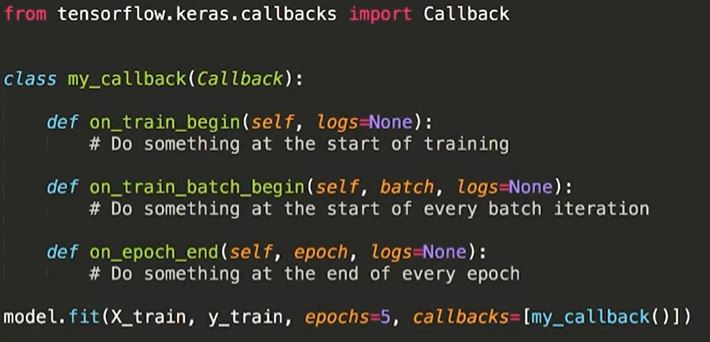 from tensorflow.keras.callbacks import Callback
class my_callback(Callback):
def on_train_begin(self, logs=None):
# Do something at the start of training
def on_train_batch_begin(self, batch, logs=None):
# Do something at the start of every batch iteration
def on_epoch_end(self, epoch, logs=None):
# Do something at the end of every epoch
model.fit(X_train, y_train, epochs=5, callbacks=[my_callback()])